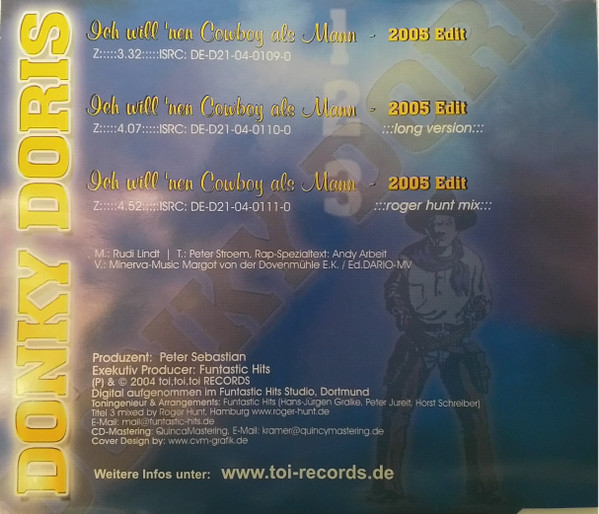 DONKY DORIS
1
Ich will 'nen Cowboy als Mann - 2005 Edit
Z:::::3.32:::::ISRC: DE-D21-04-0109-0
2
Ich will 'nen Cowboy als Mann - 2005 Edit
Z:::::4.07:::::ISRC: DE-D21-04-0110-0 :::long version:::
3
Ich will 'nen Cowboy als Mann - 2005 Edit
Z:::::4.52:::::ISRC: DE-D21-04-0111-0 :::roger hunt mix:::
M.: Rudi Lindt | T.: Peter Stroem, Rap-Spezialtext: Andy Arbeit
V.: Minerva-Music Margot von der Dovenmühle E.K. / Ed.DARIO-MV
DONKY DORIS
Produzent: Peter Sebastian
Exekutiv Producer: Funtastic Hits
(P) & © 2004 toi,toi,toi RECORDS
Digital aufgenommen im Funtastic Hits Studio, Dortmund
Toningenieur & Arrangements: Funtastic Hits (Hans-Jürgen Gralke, Peter Jureit, Horst Schreiber)
Titel 3 mixed by Roger Hunt, Hamburg www.roger-hunt.de
E-Mail: mail@funtastic-hits.de
CD-Mastering: QuincaMastering, E-Mail: kramer@quincymastering.de
Cover Design by: www.cvm-grafik.de
Weitere Infos unter: www.toi-records.de